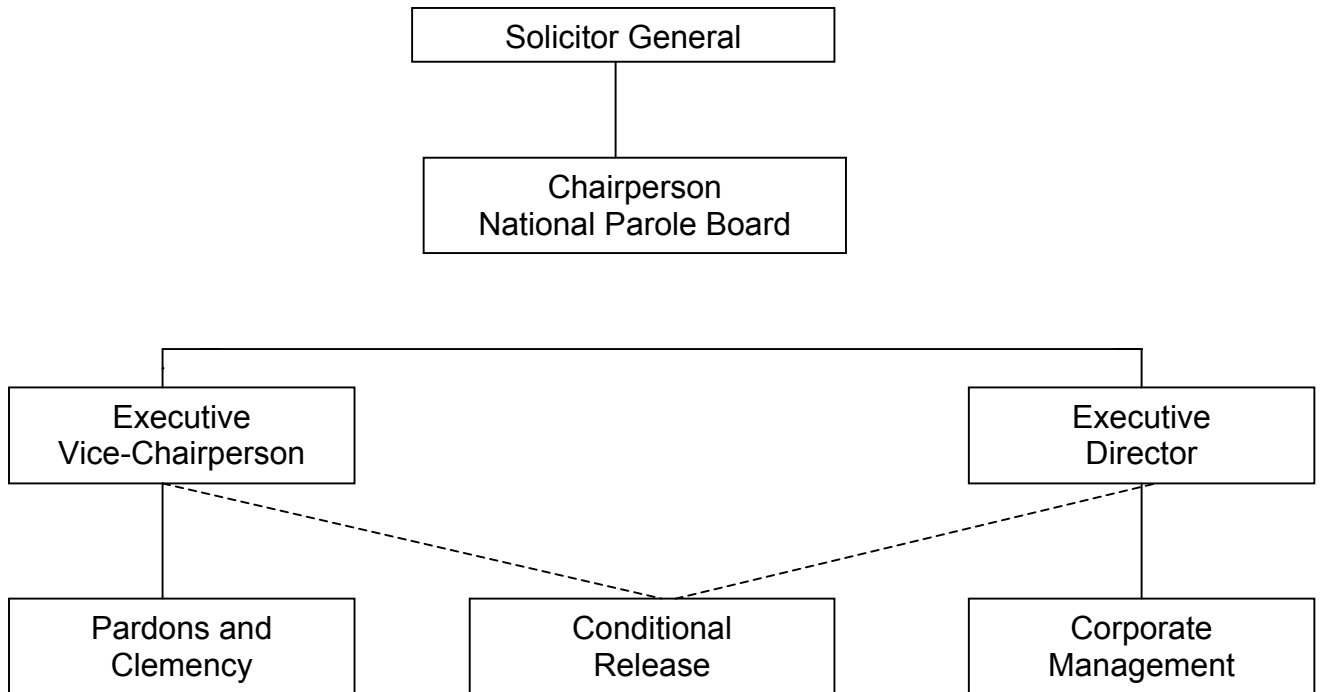 Solicitor General
Chairperson
National Parole Board
Executive
Vice-Chairperson
Executive
Director
Pardons and
Clemency
Conditional
Release
Corporate
Management